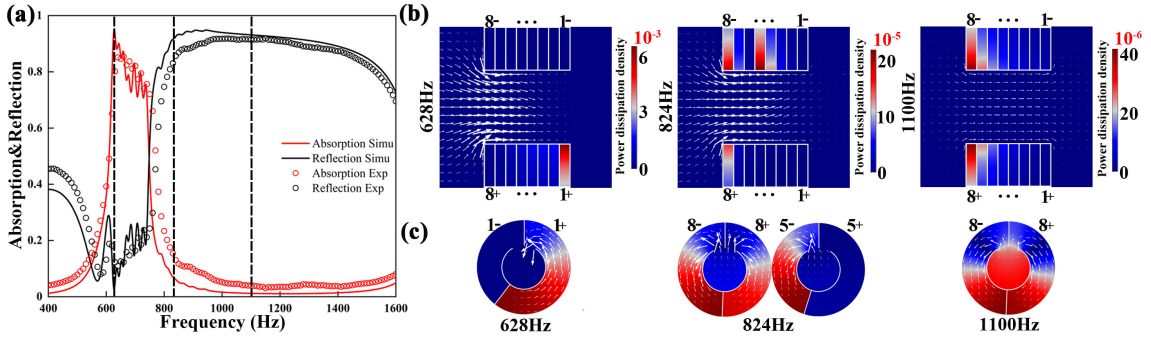 (a)
Absorption&Reflection
1
0.8
0.6
0.4
0.2
0
400 600 800 1000 1200 1400 1600
Frequency (Hz)
Absorption Simu
Reflection Simu
Absorption Exp
Reflection Exp
(b)
628Hz
8- ... 1-
8+ ... 1+
10-3
6
3
0
Power dissipation density
824Hz
8- ... 1-
8+ ... 1+
10-5
20
10
0
Power dissipation density
1100Hz
8- ... 1-
8+ ... 1+
10-6
40
20
0
Power dissipation density
(c)
1- 1+
628Hz
8- 8+ 5- 5+
824Hz
8- 8+
1100Hz